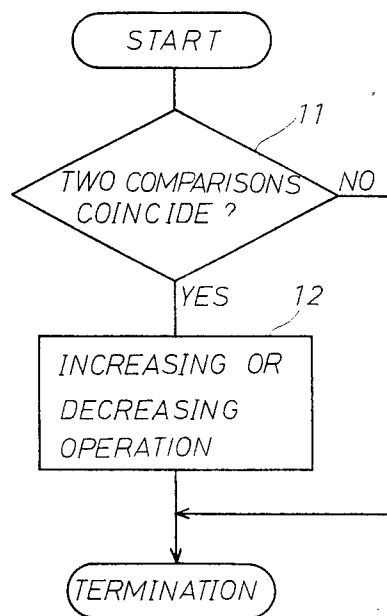 START
11
TWO COMPARISONS
COINCIDE ?
NO
YES
12
INCREASING OR
DECREASING
OPERATION
TERMINATION